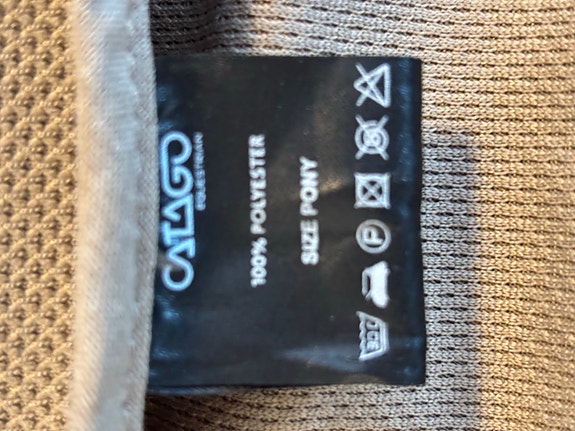 CATAGO
EQUESTRIAN
100% POLYESTER
SIZE PONY
30 P